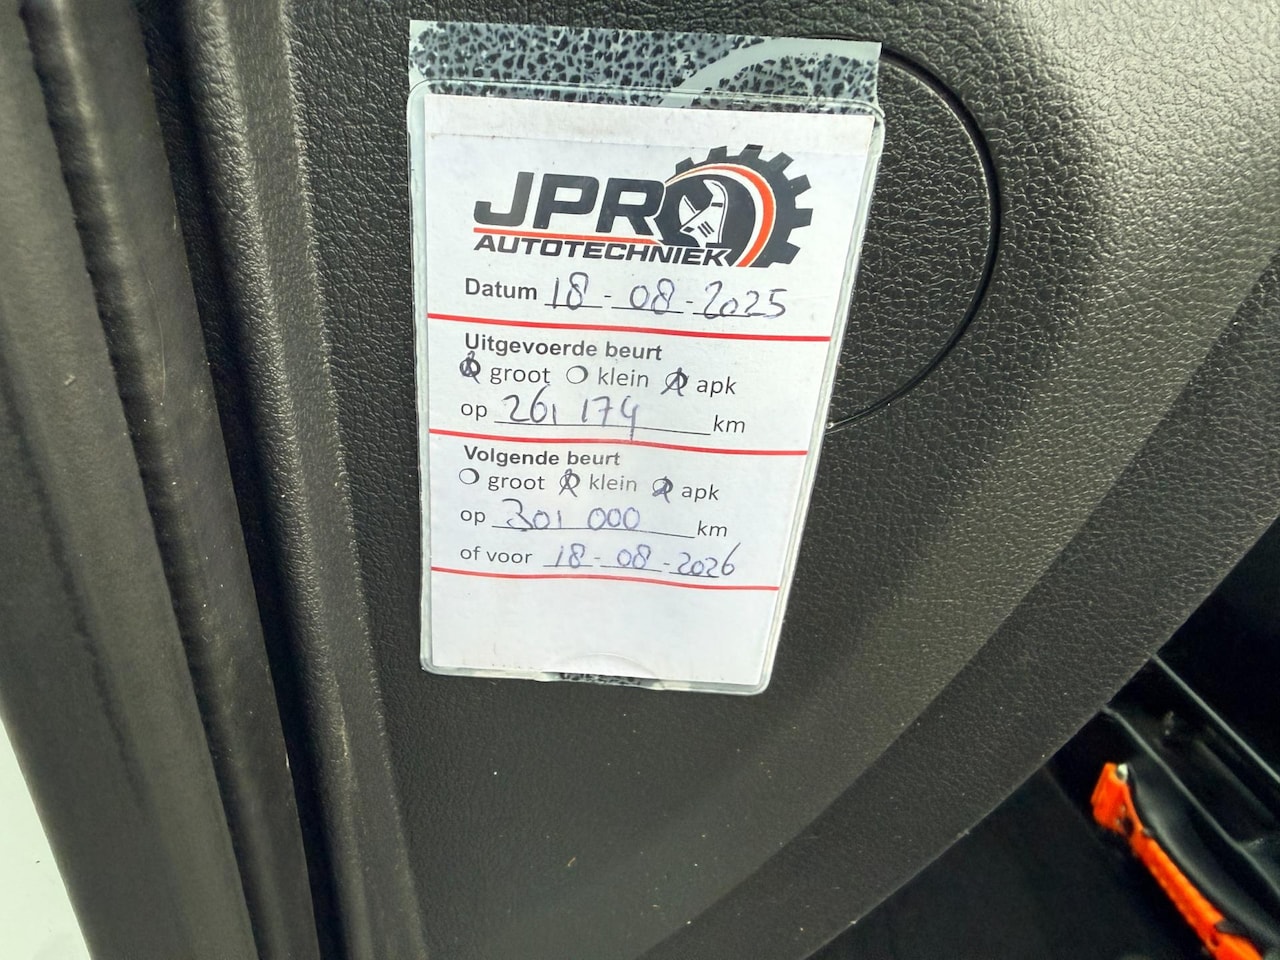 JPR
AUTOTECHNIEK
Datum 18-08-2025
Uitgevoerde beurt
groot klein apk
op 261 174 km
Volgende beurt
groot klein apk
op 301 000 km
of voor 18-08-2026